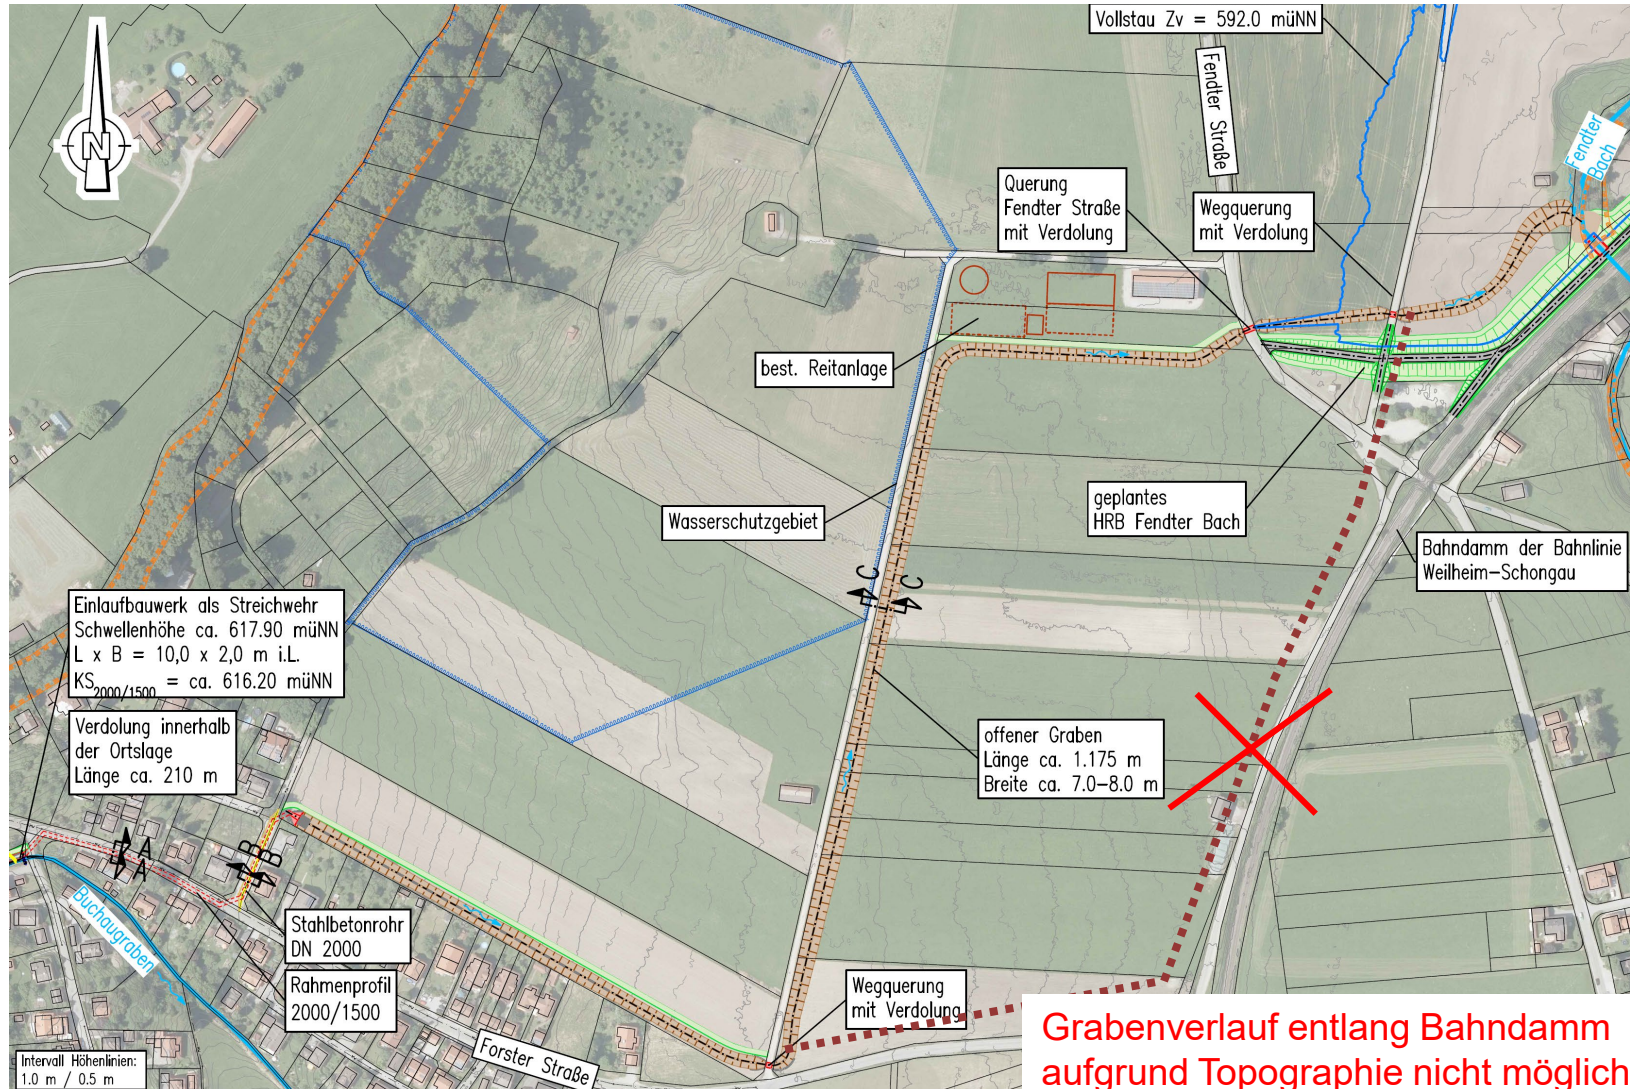 Vollstau Zv = 592.0 müNN
N
Fendter Straße
Fendter
Bach
Querung
Fendter Straße
mit Verdolung
Wegquerung
mit Verdolung
best. Reitanlage
geplantes
HRB Fendter Bach
Wasserschutzgebiet
Bahndamm der Bahnlinie
Weilheim-Schongau
C
C
Einlaufbauwerk als Streichwehr
Schwellenhöhe ca. 617.90 müNN
L x B = 10,0 x 2,0 m i.L.
KS2000/1500 = ca. 616.20 müNN
Verdolung innerhalb
der Ortslage
Länge ca. 210 m
offener Graben
Länge ca. 1.175 m
Breite ca. 7.0-8.0 m
A
A
B
B
Buchaugraben
Stahlbetonrohr
DN 2000
Rahmenprofil
2000/1500
Wegquerung
mit Verdolung
Forster Straße
Intervall Höhenlinien:
1.0 m / 0.5 m
Grabenverlauf entlang Bahndamm
aufgrund Topographie nicht möglich